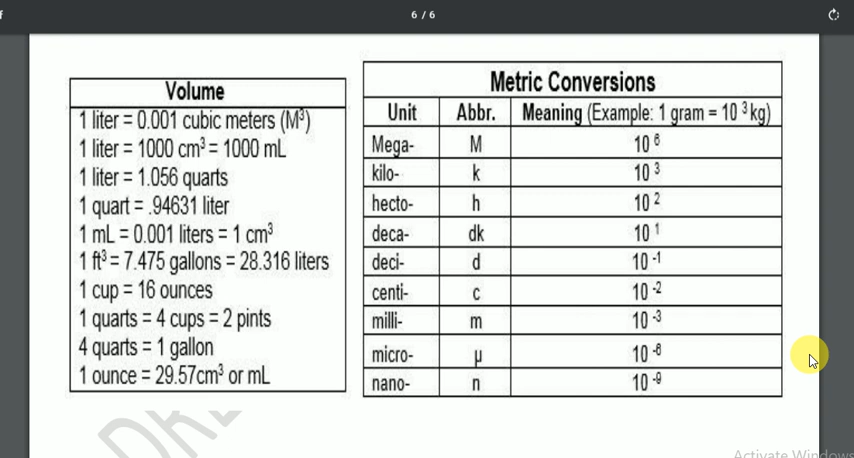 6 / 6
Volume
1 liter = 0.001 cubic meters (M³)
1 liter = 1000 cm³ = 1000 mL
1 liter = 1.056 quarts
1 quart = .94631 liter
1 mL = 0.001 liters = 1 cm³
1 ft³ = 7.475 gallons = 28.316 liters
1 cup = 16 ounces
1 quarts = 4 cups = 2 pints
4 quarts = 1 gallon
1 ounce = 29.57cm³ or mL
Metric Conversions
Unit Abbr. Meaning (Example: 1 gram = 10 ³ kg)
Mega- M 10 ⁶
kilo- k 10 ³
hecto- h 10 ²
deca- dk 10 ¹
deci- d 10 ⁻¹
centi- c 10 ⁻²
milli- m 10 ⁻³
micro- µ 10 ⁻⁶
nano- n 10 ⁻⁹
Activate Windows